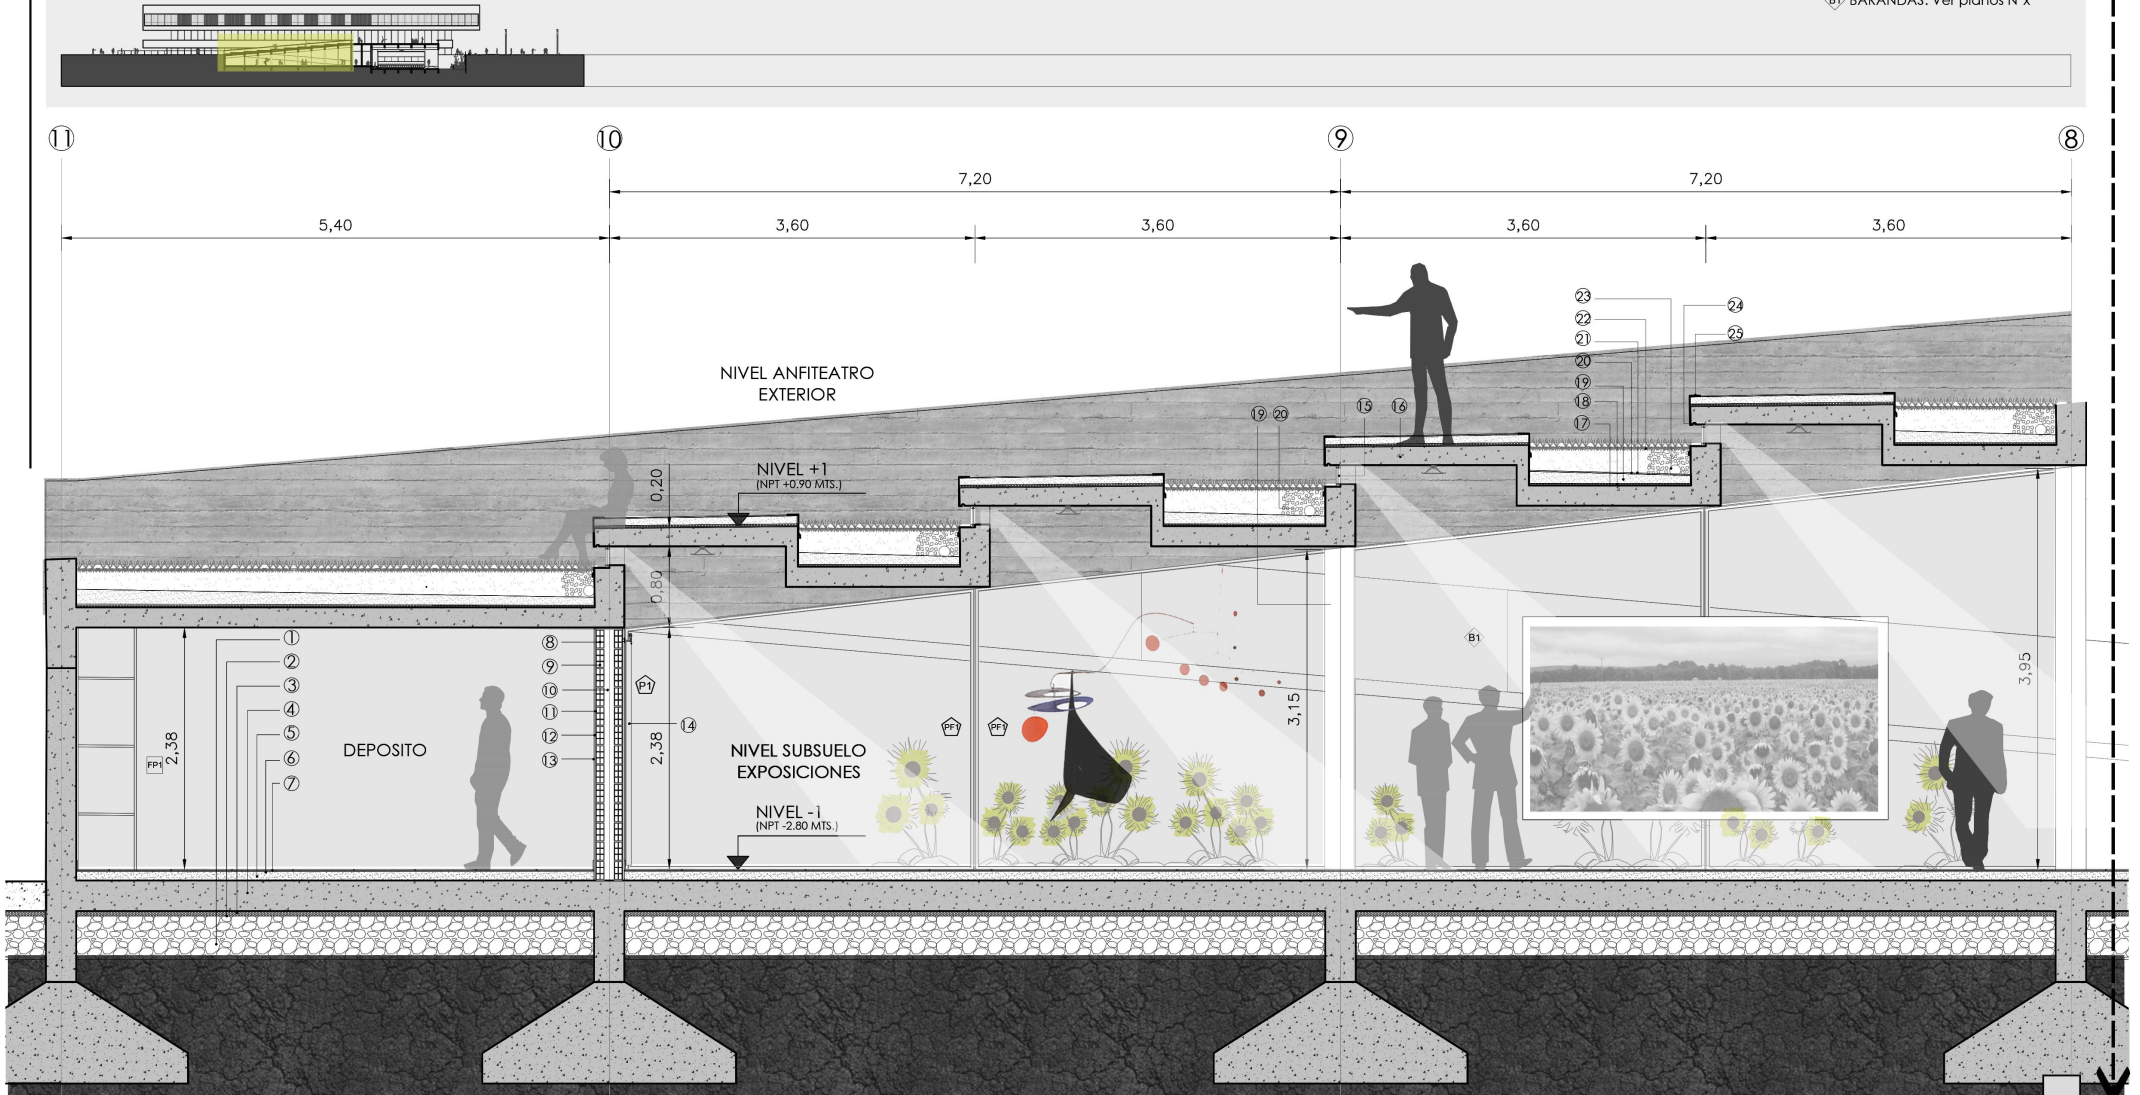 B1 BARANDAS: Ver planos N°x
11
10
9
8
7,20
7,20
5,40
3,60
3,60
3,60
3,60
23
24
22
25
21
20
19
18
17
NIVEL ANFITEATRO
EXTERIOR
19
20
15
16
0,20
NIVEL +1
(NPT +0.90 MTS.)
0,80
1
2
3
4
5
6
7
8
9
10
11
12
13
14
P1
B1
PF1
PF1
FP1
2,38
2,38
3,15
3,95
DEPOSITO
NIVEL SUBSUELO
EXPOSICIONES
NIVEL -1
(NPT -2.80 MTS.)